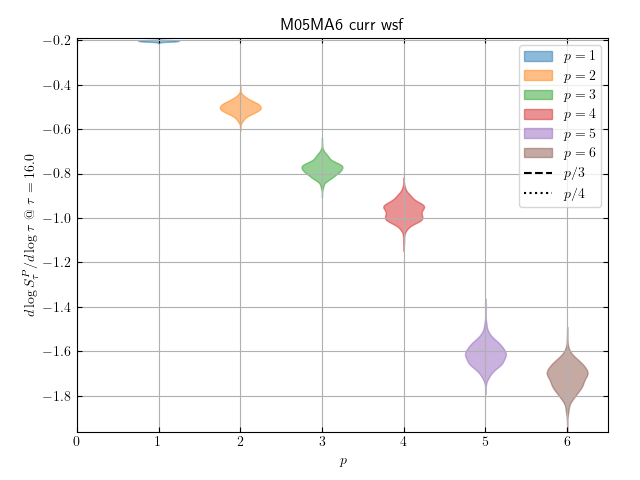 M05MA6 curr wsf
d log S_τ^P / d log τ @ τ = 16.0
−0.2
−0.4
−0.6
−0.8
−1.0
−1.2
−1.4
−1.6
−1.8
p = 1
p = 2
p = 3
p = 4
p = 5
p = 6
p/3
p/4
0 1 2 3 4 5 6
p